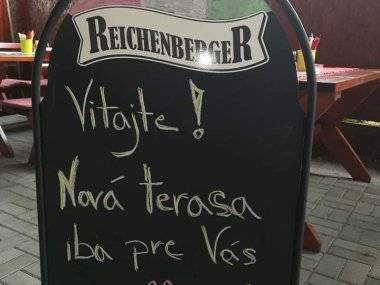 REICHENBERGER
Vitajte!
Nová terasa
iba pre Vás